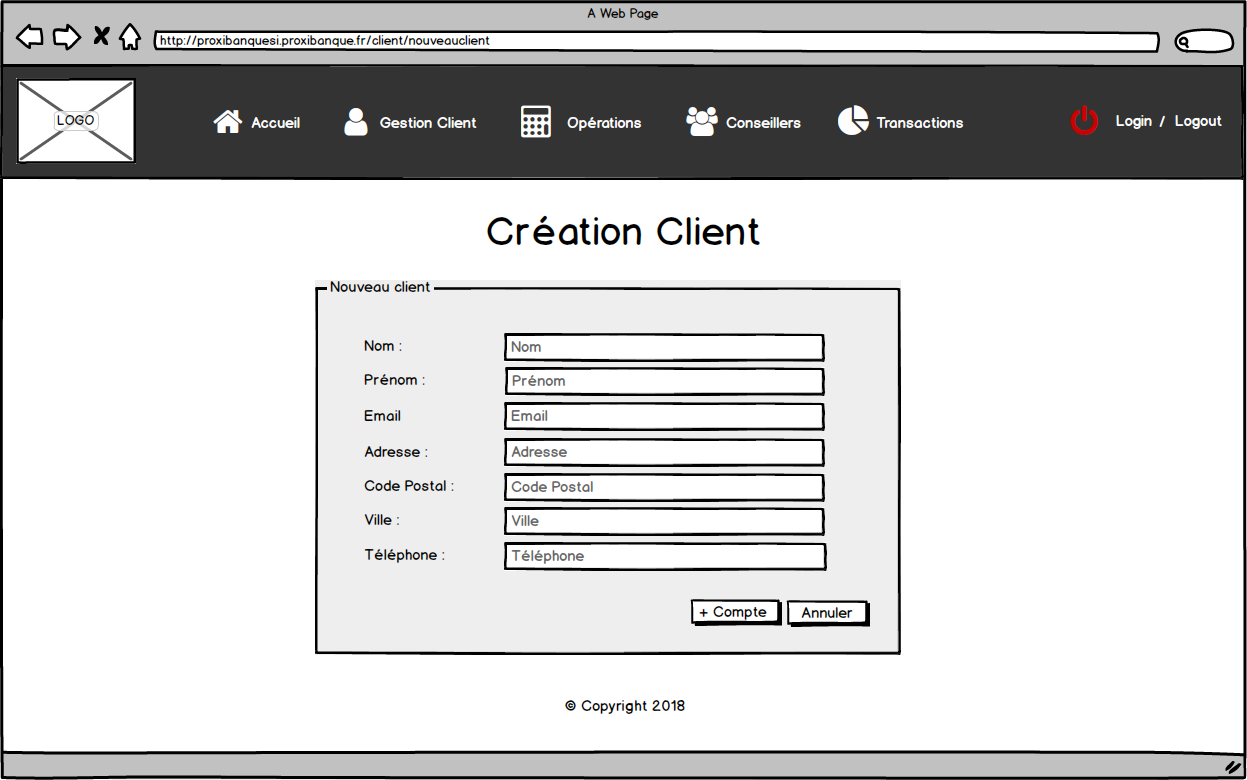 A Web Page
http://proxibanquesi.proxibanque.fr/client/nouveauclient
LOGO Accueil Gestion Client Opérations Conseillers Transactions Login / Logout
Création Client
Nouveau client
Nom : Nom
Prénom : Prénom
Email Email
Adresse : Adresse
Code Postal : Code Postal
Ville : Ville
Téléphone : Téléphone
+ Compte Annuler
© Copyright 2018